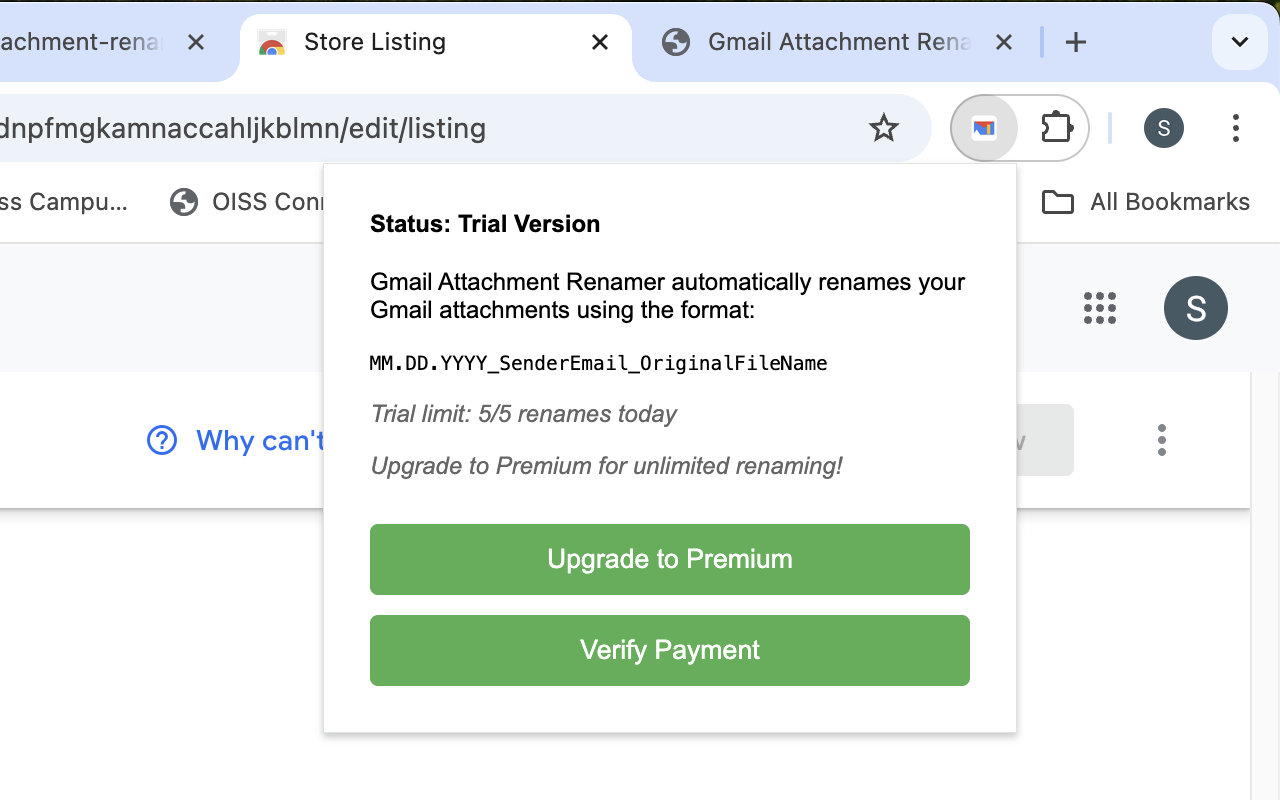 achment-rena
Store Listing
Gmail Attachment Rena
dnpfmgkamnaccahljkblmn/edit/listing
S
ss Campu...
OISS Conn
All Bookmarks
Status: Trial Version
Gmail Attachment Renamer automatically renames your
Gmail attachments using the format:
S
MM.DD.YYYY_SenderEmail_OriginalFileName
Trial limit: 5/5 renames today
Why can't
Upgrade to Premium for unlimited renaming!
Upgrade to Premium
Verify Payment